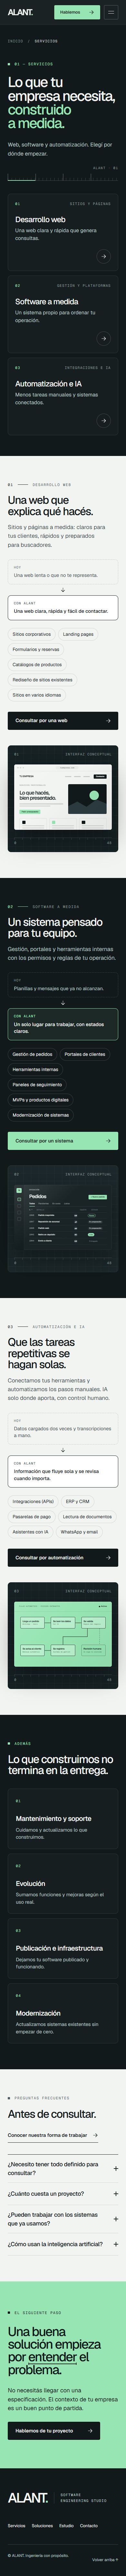 ALANT.
Hablemos →
INICIO / SERVICIOS
01 · SERVICIOS
Lo que tu
empresa necesita,
construido
a medida.
Web, software y automatización. Elegí por
dónde empezar.
ALANT · 01
01 SITIOS Y PÁGINAS
Desarrollo web
Una web clara y rápida que genera
consultas.
→
02 GESTIÓN Y PLATAFORMAS
Software a medida
Un sistema propio para ordenar tu
operación.
→
03 INTEGRACIONES E IA
Automatización e IA
Menos tareas manuales y sistemas
conectados.
→
01 DESARROLLO WEB
Una web que
explica qué hacés.
Sitios y páginas a medida: claros para
tus clientes, rápidos y preparados
para buscadores.
HOY
Una web lenta o que no te representa.
↓
CON ALANT
Una web clara, rápida y fácil de contactar.
Sitios corporativos
Landing pages
Formularios y reservas
Catálogos de productos
Rediseño de sitios existentes
Sitios en varios idiomas
Consultar por una web →
01 INTERFAZ CONCEPTUAL
Lo que hacés,
bien presentado.
02 SOFTWARE A MEDIDA
Un sistema pensado
para tu equipo.
Gestión, portales y herramientas internas
con los permisos y reglas de tu operación.
HOY
Planillas y mensajes que ya no alcanzan.
↓
CON ALANT
Un solo lugar para trabajar, con estados
claros.
Gestión de pedidos
Portales de clientes
Herramientas internas
Paneles de seguimiento
MVPs y productos digitales
Modernización de sistemas
Consultar por un sistema →
02 INTERFAZ CONCEPTUAL
Pedidos
03 AUTOMATIZACIÓN E IA
Que las tareas
repetitivas se
hagan solas.
Conectamos tus herramientas y
automatizamos los pasos manuales. IA
solo donde aporta, con control humano.
HOY
Datos cargados dos veces y transcripciones
a mano.
↓
CON ALANT
Información que fluye sola y se revisa
cuando importa.
Integraciones (APIs)
ERP y CRM
Pasarelas de pago
Lectura de documentos
Asistentes con IA
WhatsApp y email
Consultar por automatización →
03 INTERFAZ CONCEPTUAL
ADEMÁS
Lo que construimos no
termina en la entrega.
01
Mantenimiento y soporte
Cuidamos y actualizamos lo que
construimos.
02
Evolución
Sumamos funciones y mejoras según el
uso real.
03
Publicación e infraestructura
Dejamos tu software publicado y
funcionando.
04
Modernización
Actualizamos sistemas existentes sin
empezar de cero.
PREGUNTAS FRECUENTES
Antes de consultar.
Conocer nuestra forma de trabajar →
¿Necesito tener todo definido para
consultar? +
¿Cuánto cuesta un proyecto? +
¿Pueden trabajar con los sistemas
que ya usamos? +
¿Cómo usan la inteligencia artificial? +
EL SIGUIENTE PASO
Una buena
solución empieza
por entender el
problema.
No necesitás llegar con una
especificación. El contexto de tu empresa
es un buen punto de partida.
Hablemos de tu proyecto →
ALANT.
SOFTWARE
ENGINEERING STUDIO
Servicios Soluciones Estudio Contacto
© 2026 ALANT. Ingeniería con propósito.
Volver arriba ↑